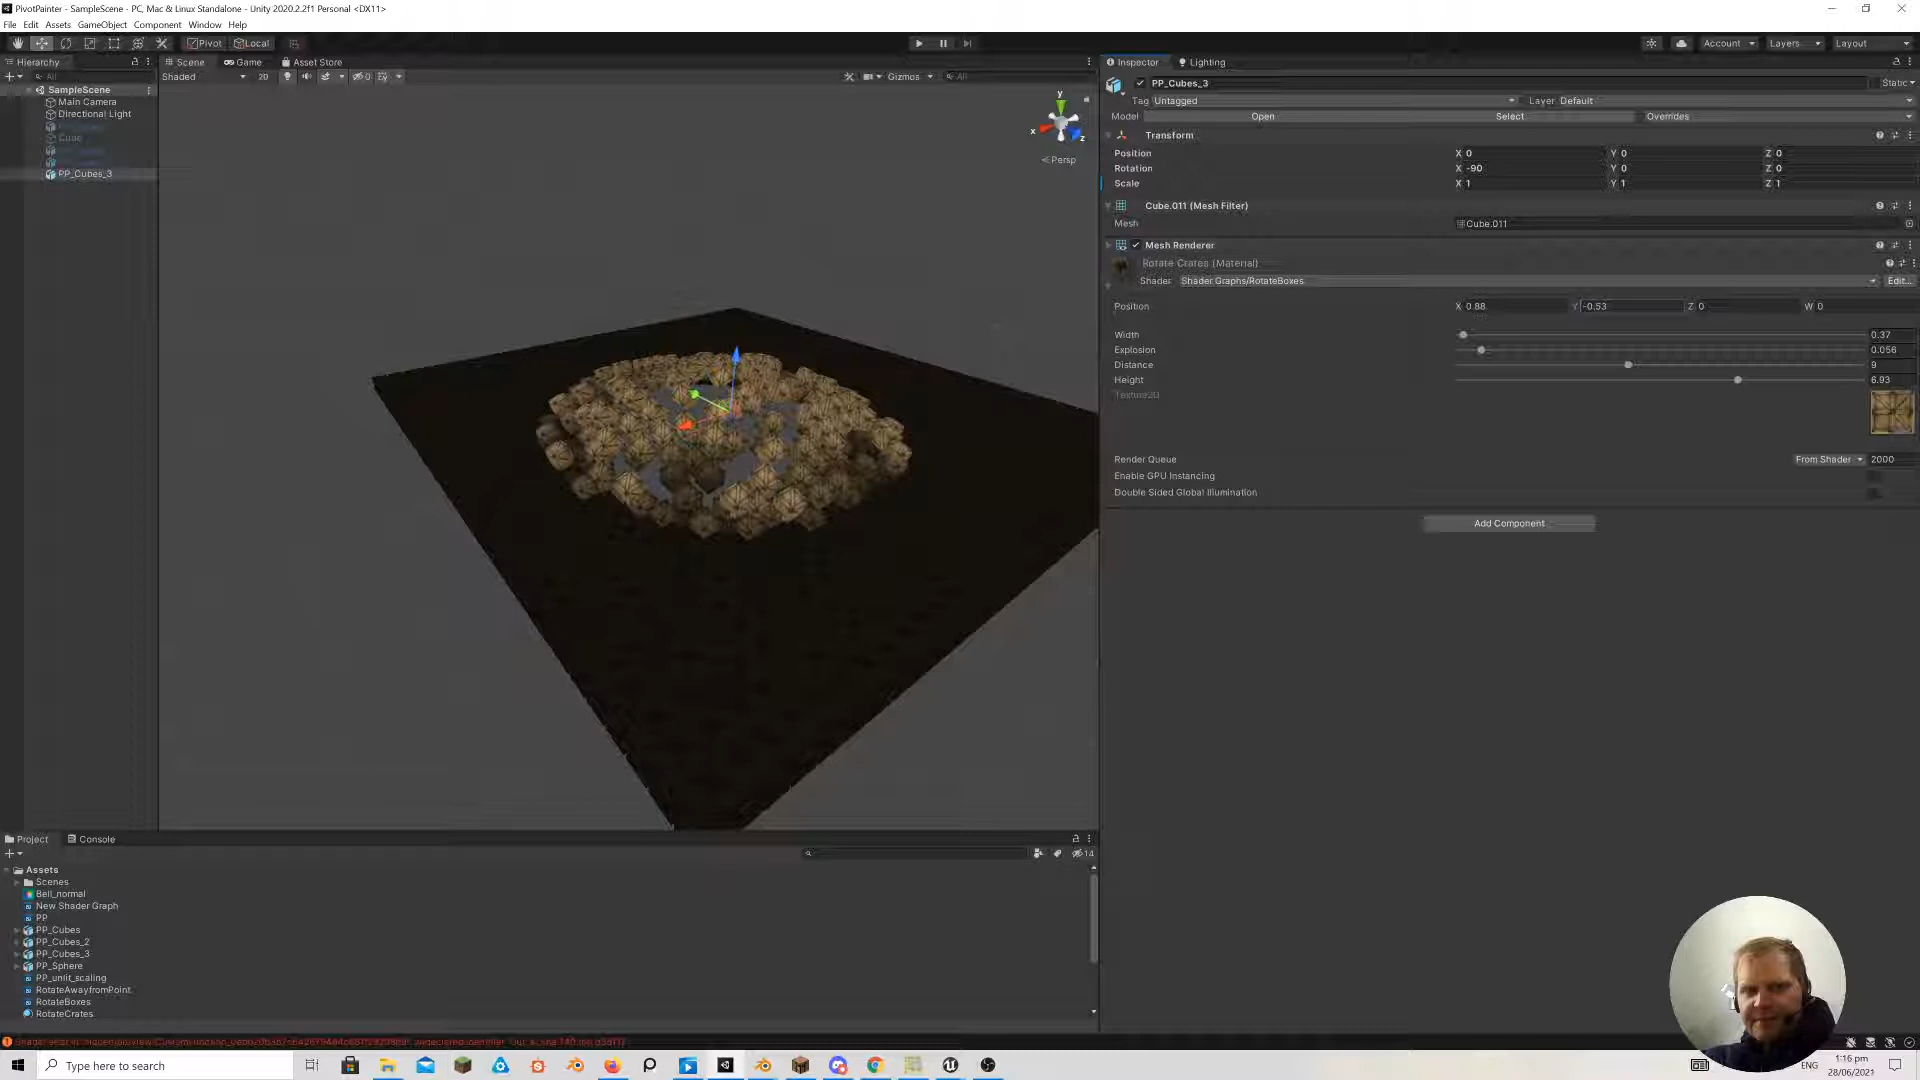 PivotPainter - SampleScene - PC, Mac & Linux Standalone - Unity 2020.2.2f1 Personal <DX11>
File Edit Assets GameObject Component Window Help
Pivot Local Account Layers Layout
Hierarchy
All
SampleScene
Main Camera
Directional Light
Cube
PP_Cubes_3
Scene Game Asset Store
Shaded 2D 0 Gizmos All
y
x z
Persp
Inspector Lighting
PP_Cubes_3 Static
Tag Untagged Layer Default
Model Open Select Overrides
Transform
Position X 0 Y 0 Z 0
Rotation X -90 Y 0 Z 0
Scale X 1 Y 1 Z 1
Cube.011 (Mesh Filter)
Mesh Cube.011
Mesh Renderer
Rotate Crates (Material)
Shader Shader Graphs/RotateBoxes Edit...
Position X 0.88 Y -0.53 Z 0 W 0
Width 0.37
Explosion 0.056
Distance 9
Height 6.93
Texture2D
Render Queue From Shader 2000
Enable GPU Instancing
Double Sided Global Illumination
Add Component
Project Console
14
Assets
Scenes
Bell_normal
New Shader Graph
PP
PP_Cubes
PP_Cubes_2
PP_Cubes_3
PP_Sphere
PP_unlit_scaling
RotateAwayfromPoint
RotateBoxes
RotateCrates
Type here to search
ENG
1:16 pm
28/06/2021